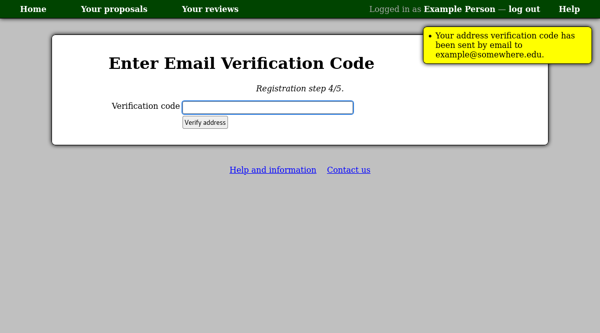 Home Your proposals Your reviews Logged in as Example Person — log out Help
• Your address verification code has
been sent by email to
example@somewhere.edu.
Enter Email Verification Code
Registration step 4/5.
Verification code
Verify address
Help and information Contact us